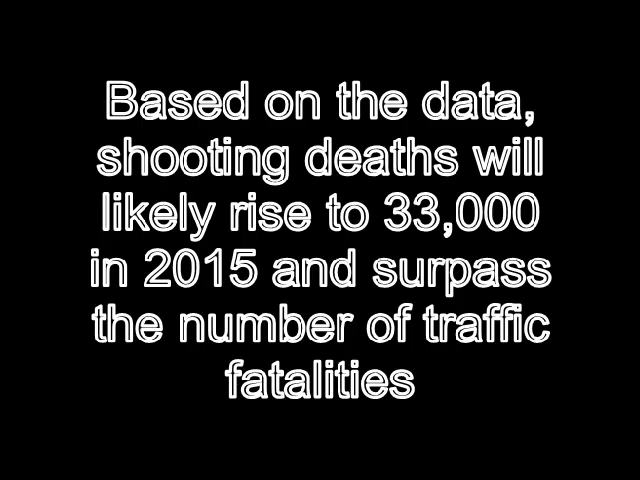 Based on the data,
shooting deaths will
likely rise to 33,000
in 2015 and surpass
the number of traffic
fatalities